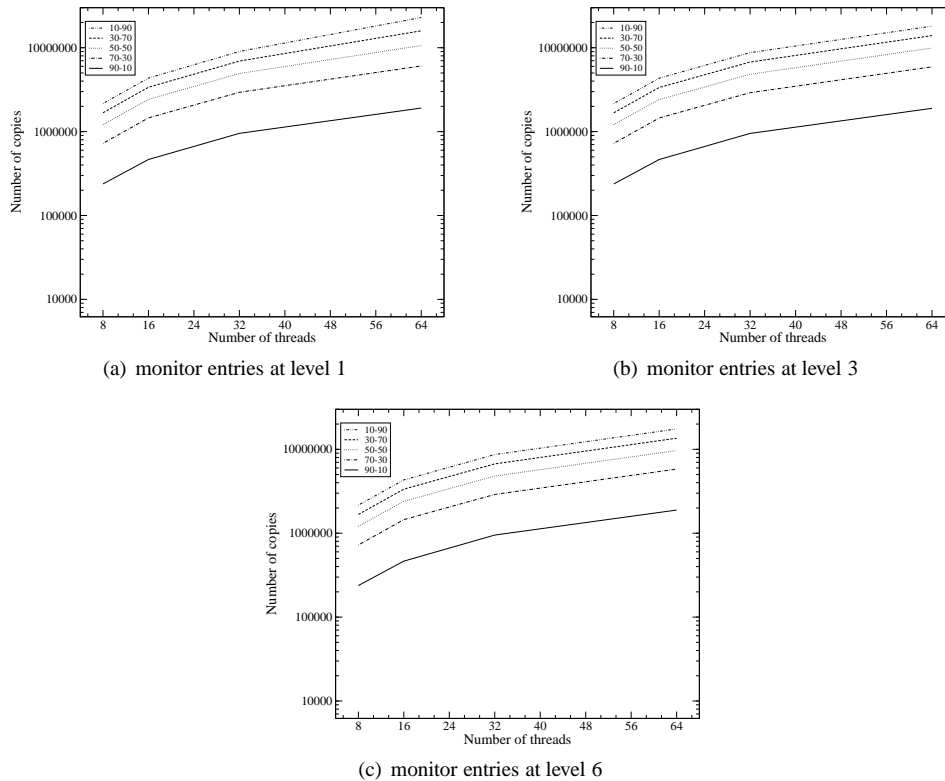 10000000
1000000
100000
10000
Number of copies
10-90
30-70
50-50
70-30
90-10
8 16 24 32 40 48 56 64
Number of threads
(a) monitor entries at level 1
10000000
1000000
100000
10000
Number of copies
10-90
30-70
50-50
70-30
90-10
8 16 24 32 40 48 56 64
Number of threads
(b) monitor entries at level 3
10000000
1000000
100000
10000
Number of copies
10-90
30-70
50-50
70-30
90-10
8 16 24 32 40 48 56 64
Number of threads
(c) monitor entries at level 6